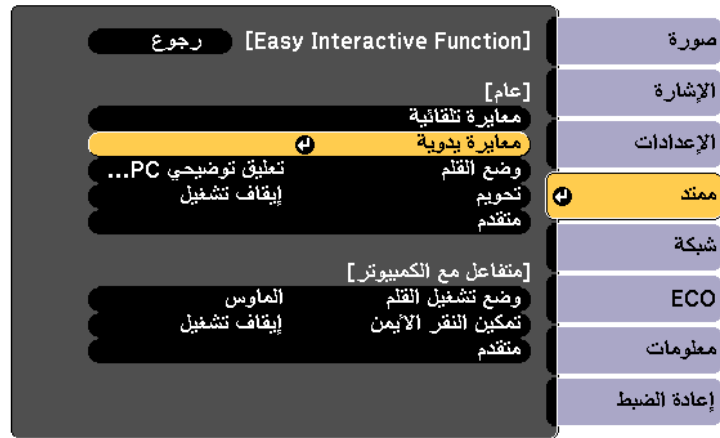 صورة
الإشارة
الإعدادات
ممتد
شبكة
ECO
معلومات
إعادة الضبط
[Easy Interactive Function] رجوع
[عام]
معايرة تلقائية
معايرة يدوية
وضع القلم تعليق توضيحي PC...
تحويم إيقاف تشغيل
متقدم
[متفاعل مع الكمبيوتر]
وضع تشغيل القلم الماوس
تمكين النقر الأيمن إيقاف تشغيل
متقدم